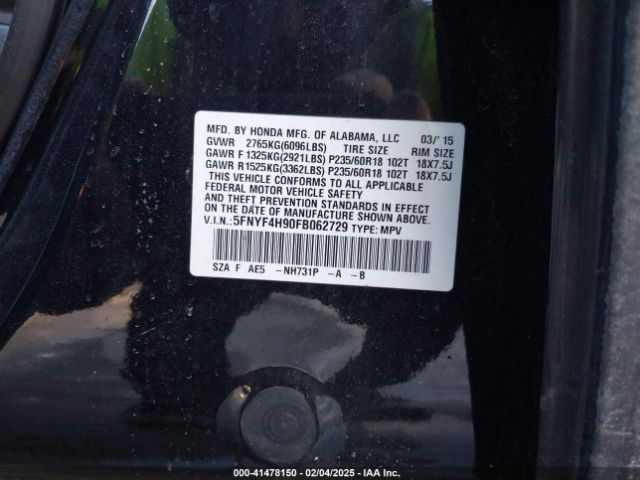 MFD. BY HONDA MFG. OF ALABAMA, LLC 03/'15
GVWR 2765KG(6096LBS) TIRE SIZE RIM SIZE
GAWR F 1325KG(2921LBS) P235/60R18 102T 18X7.5J
GAWR R1525KG(3362LBS) P235/60R18 102T 18X7.5J
THIS VEHICLE CONFORMS TO ALL APPLICABLE
FEDERAL MOTOR VEHICLE SAFETY
AND THEFT PREVENTION STANDARDS IN EFFECT
ON THE DATE OF MANUFACTURE SHOWN ABOVE.
V.I.N.:5FNYF4H90FB062729 TYPE: MPV
SZA F AE5 -NH731P -A -B
000-41478150 - 02/04/2025 - IAA Inc.